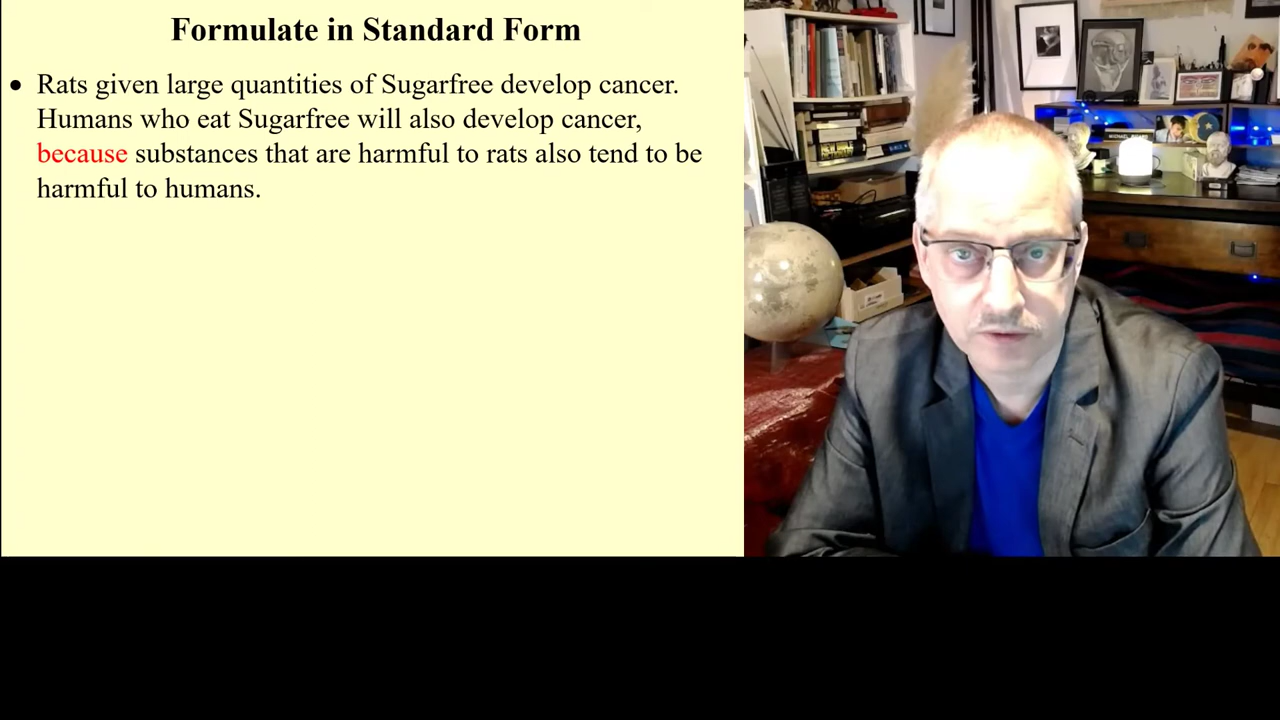 Formulate in Standard Form
• Rats given large quantities of Sugarfree develop cancer.
Humans who eat Sugarfree will also develop cancer,
because substances that are harmful to rats also tend to be
harmful to humans.